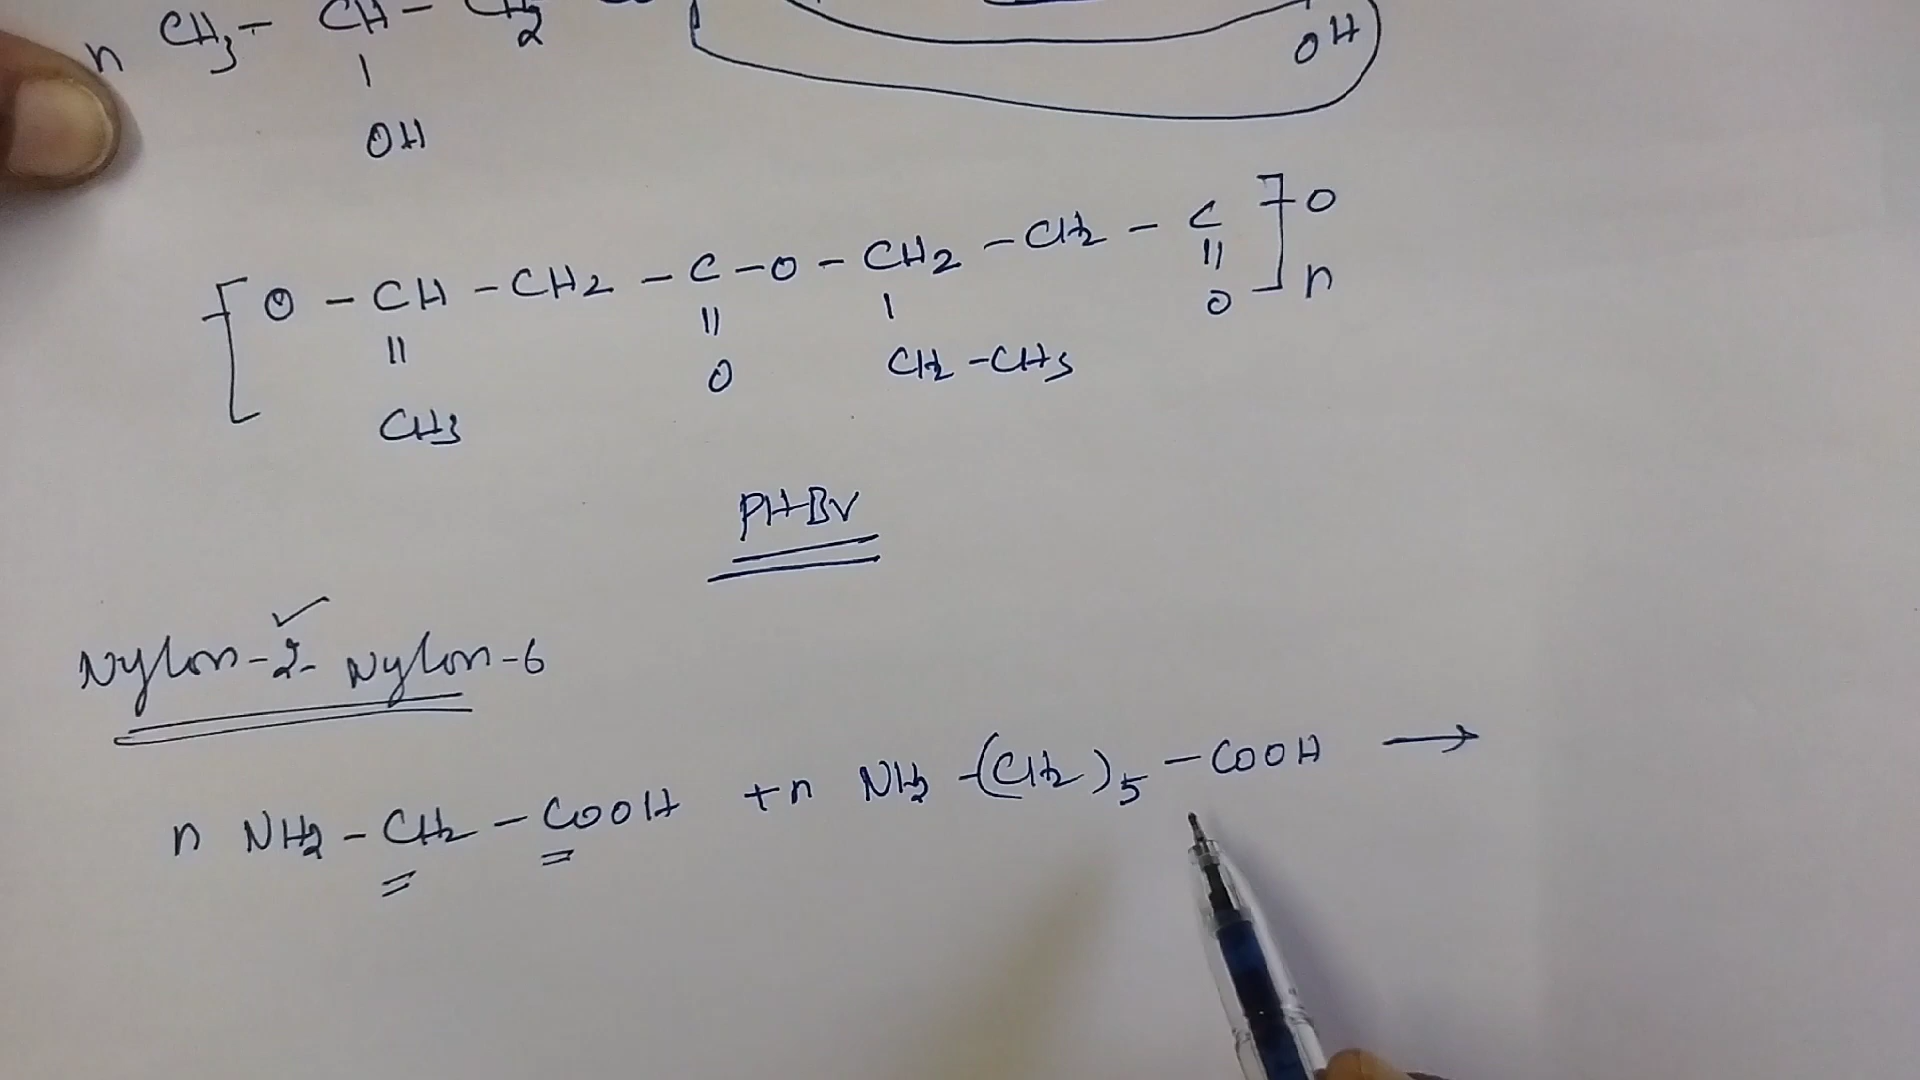 n CH3 - CH - CH2
|
OH
OH
[ O - CH - CH2 - C - O - CH2 - CH2 - C ] O n
|| || | ||
CH3 O CH2 - CH3 O
PHBV
Nylon-2- Nylon-6
n NH2 - CH2 - COOH + n NH2 - (CH2)5 - COOH →